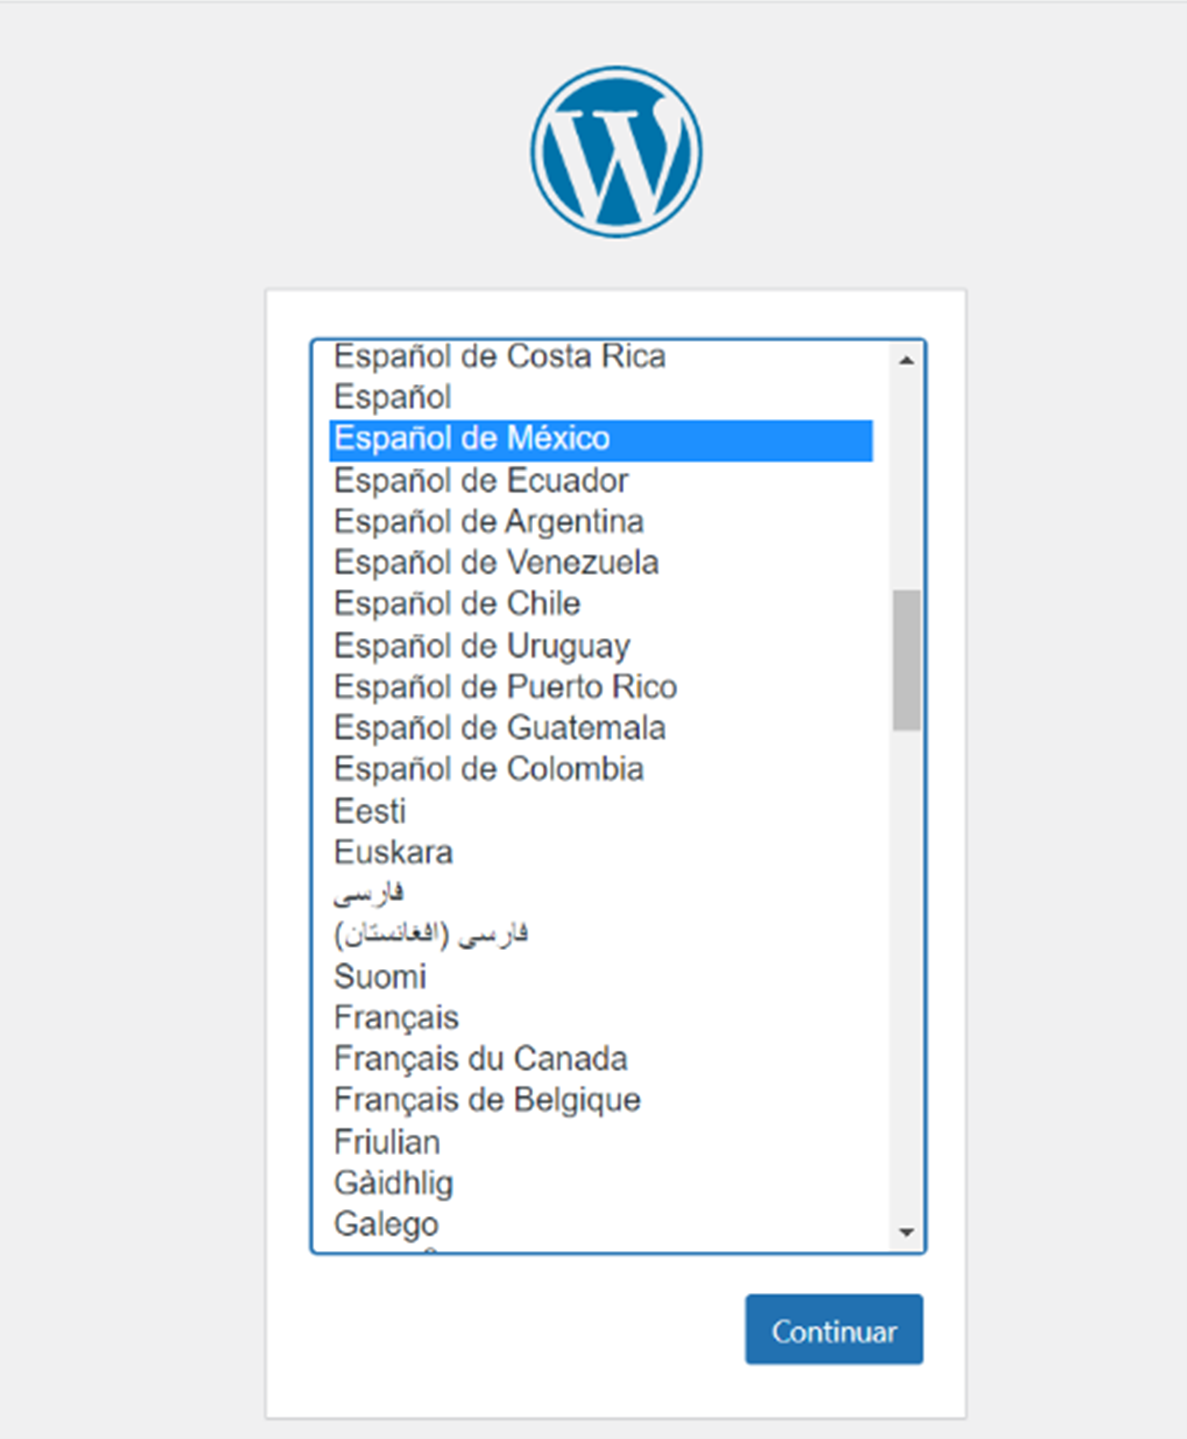 Español de Costa Rica
Español
Español de México
Español de Ecuador
Español de Argentina
Español de Venezuela
Español de Chile
Español de Uruguay
Español de Puerto Rico
Español de Guatemala
Español de Colombia
Eesti
Euskara
فارسی
فارسی (افغانستان)
Suomi
Français
Français du Canada
Français de Belgique
Friulian
Gàidhlig
Galego
Continuar